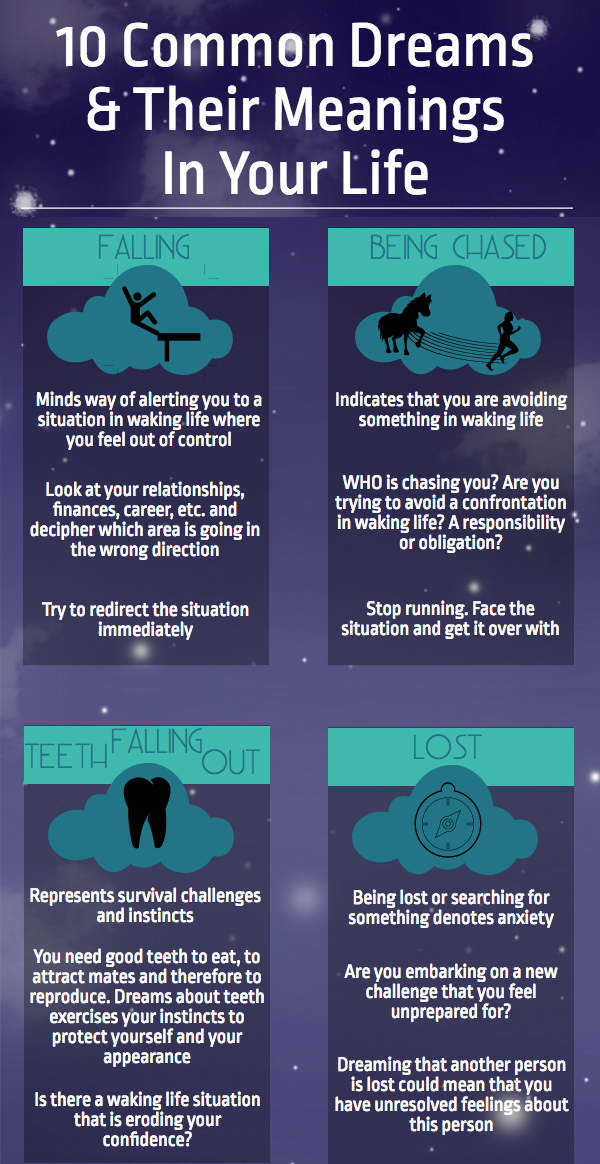 10 Common Dreams
& Their Meanings
In Your Life
FALLING
Minds way of alerting you to a
situation in waking life where
you feel out of control
Look at your relationships,
finances, career, etc. and
decipher which area is going in
the wrong direction
Try to redirect the situation
immediately
BEING CHASED
Indicates that you are avoiding
something in waking life
WHO is chasing you? Are you
trying to avoid a confrontation
in waking life? A responsibility
or obligation?
Stop running. Face the
situation and get it over with
TEETH FALLING OUT
Represents survival challenges
and instincts
You need good teeth to eat, to
attract mates and therefore to
reproduce. Dreams about teeth
exercises your instincts to
protect yourself and your
appearance
Is there a waking life situation
that is eroding your
confidence?
LOST
Being lost or searching for
something denotes anxiety
Are you embarking on a new
challenge that you feel
unprepared for?
Dreaming that another person
is lost could mean that you
have unresolved feelings about
this person